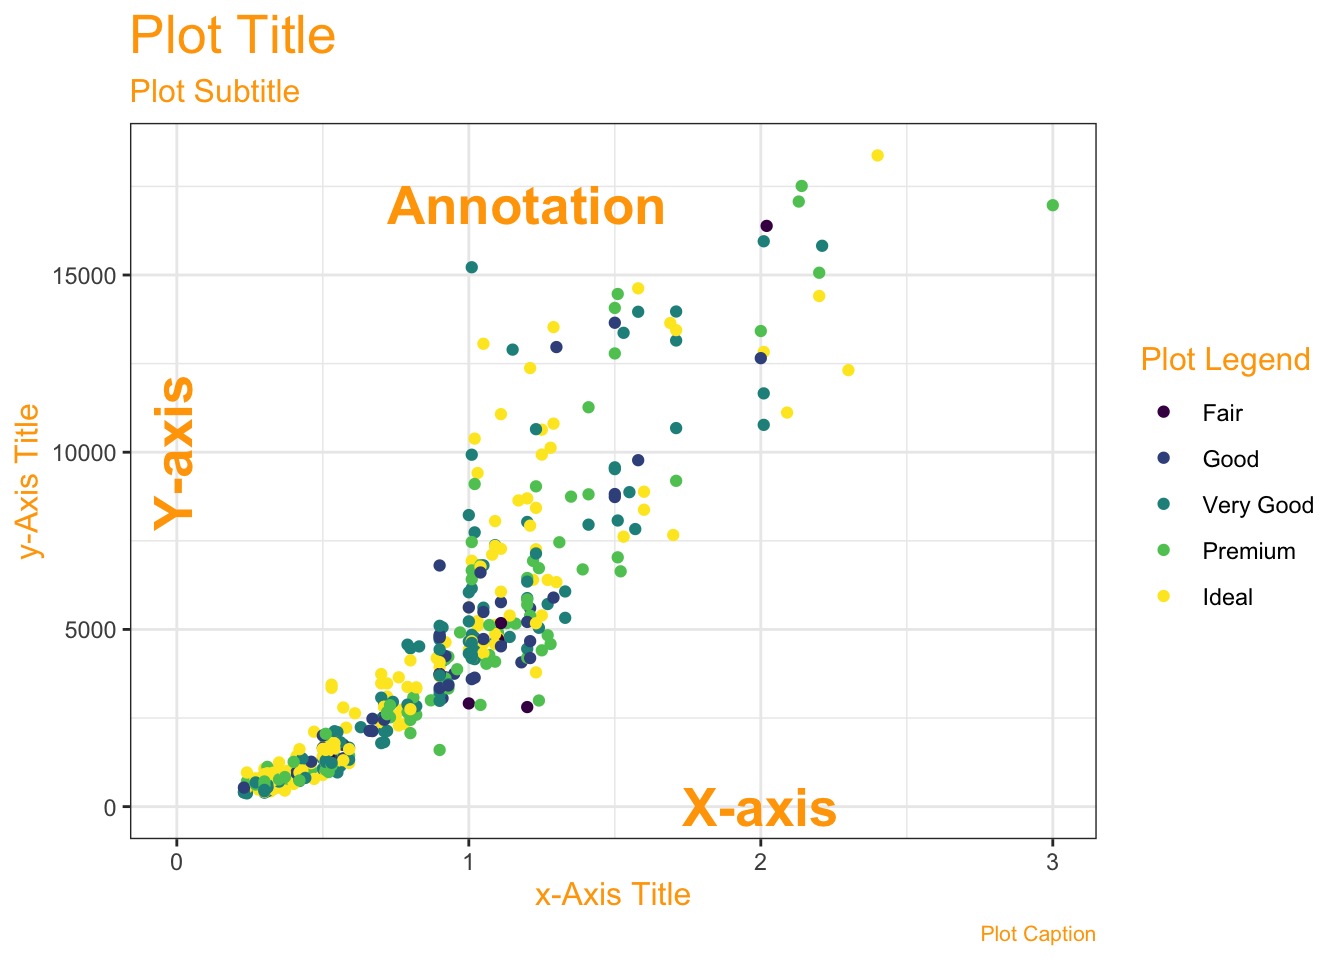 Plot Title
Plot Subtitle
Annotation
Y-axis
X-axis
y-Axis Title
15000
10000
5000
0
0 1 2 3
x-Axis Title
Plot Caption
Plot Legend
Fair
Good
Very Good
Premium
Ideal